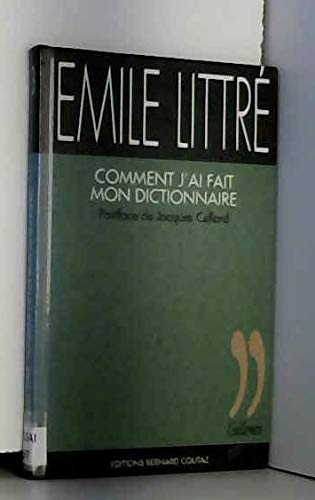 EMILE LITTRÉ
COMMENT J'AI FAIT
MON DICTIONNAIRE
Postface de Jacques Cellard
EDITIONS BERNARD COUTAZ